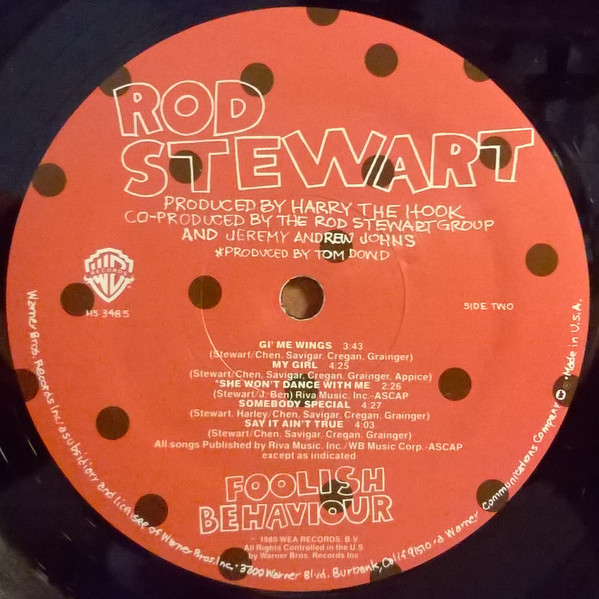 ROD
STEWART
PRODUCED BY HARRY THE HOOK
CO-PRODUCED BY THE ROD STEWART GROUP
AND JEREMY ANDREW JOHNS
*PRODUCED BY TOM DOWD
WB
RECORDS
HS 3485
SIDE TWO
GI' ME WINGS 3:43
(Stewart/Chen, Savigar, Cregan, Grainger)
MY GIRL 4:25
(Stewart/Chen, Savigar, Cregan, Grainger, Appice)
*SHE WON'T DANCE WITH ME 2:26
(Stewart/J. Ben) Riva Music. Inc.-ASCAP
SOMEBODY SPECIAL 4:27
(Stewart, Harley/Chen, Savigar, Cregan, Grainger)
SAY IT AIN'T TRUE 4:03
(Stewart/Chen, Savigar, Cregan, Grainger)
All songs Published by Riva Music. Inc./WB Music Corp.-ASCAP
except as indicated
FOOLISH
BEHAVIOUR
1980 WEA RECORDS. B.V.
All Rights Controlled in the U.S
by Warner Bros. Records Inc
Warner Bros. Records Inc./a subsidiary and licensee of Warner Bros. Inc. • 3300 Warner Blvd. Burbank, Calif 91510 • a Warner Communications Company Made in U.S.A.